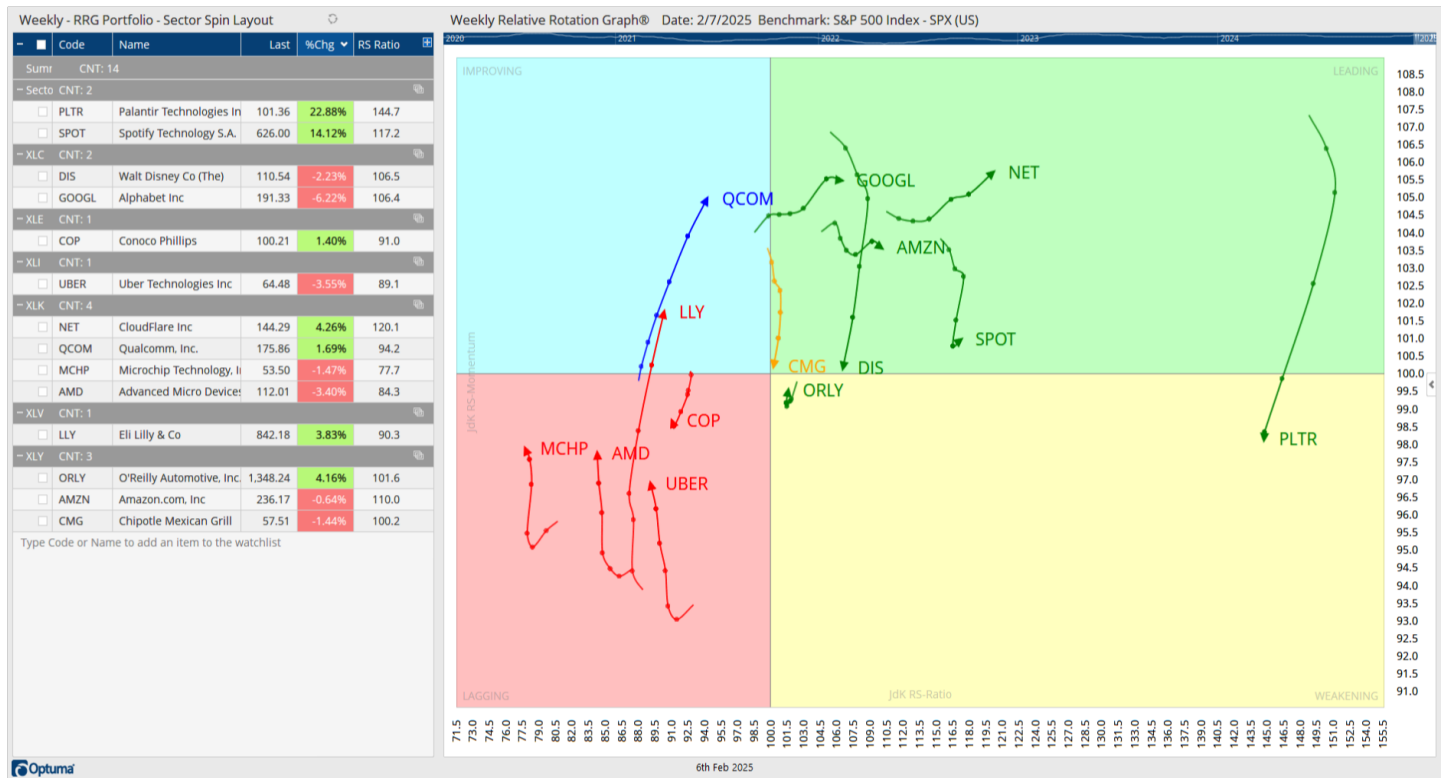 Weekly - RRG Portfolio - Sector Spin Layout
Weekly Relative Rotation Graph® Date: 2/7/2025 Benchmark: S&P 500 Index - SPX (US)
Code Name Last %Chg RS Ratio
Sumr CNT: 14
Secto CNT: 2
PLTR Palantir Technologies In 101.36 22.88% 144.7
SPOT Spotify Technology S.A. 626.00 14.12% 117.2
XLC CNT: 2
DIS Walt Disney Co (The) 110.54 -2.23% 106.5
GOOGL Alphabet Inc 191.33 -6.22% 106.4
XLE CNT: 1
COP Conoco Phillips 100.21 1.40% 91.0
XLI CNT: 1
UBER Uber Technologies Inc 64.48 -3.55% 89.1
XLK CNT: 4
NET CloudFlare Inc 144.29 4.26% 120.1
QCOM Qualcomm, Inc. 175.86 1.69% 94.2
MCHP Microchip Technology, I 53.50 -1.47% 77.7
AMD Advanced Micro Devices 112.01 -3.40% 84.3
XLV CNT: 1
LLY Eli Lilly & Co 842.18 3.83% 90.3
XLY CNT: 3
ORLY O'Reilly Automotive, Inc. 1,348.24 4.16% 101.6
AMZN Amazon.com, Inc 236.17 -0.64% 110.0
CMG Chipotle Mexican Grill 57.51 -1.44% 100.2
Type Code or Name to add an item to the watchlist
2020 2021 2022 2023 2024
IMPROVING
LEADING
QCOM
GOOGL
NET
AMZN
LLY
SPOT
CMG
DIS
ORLY
COP
MCHP
AMD
UBER
PLTR
JdK RS-Momentum
LAGGING
JdK RS-Ratio
WEAKENING
108.5
108.0
107.5
107.0
106.5
106.0
105.5
105.0
104.5
104.0
103.5
103.0
102.5
102.0
101.5
101.0
100.5
100.0
99.5
99.0
98.5
98.0
97.5
97.0
96.5
96.0
95.5
95.0
94.5
94.0
93.5
93.0
92.5
92.0
91.5
91.0
71.5 73.0 74.5 76.0 77.5 79.0 80.5 82.0 83.5 85.0 86.5 88.0 89.5 91.0 92.5 94.0 95.5 97.0 98.5 100.0 101.5 103.0 104.5 106.0 107.5 109.0 110.5 112.0 113.5 115.0 116.5 118.0 119.5 121.0 122.5 124.0 125.5 127.0 128.5 130.0 131.5 133.0 134.5 136.0 137.5 139.0 140.5 142.0 143.5 145.0 146.5 148.0 149.5 151.0 152.5 154.0 155.5
Optuma
6th Feb 2025